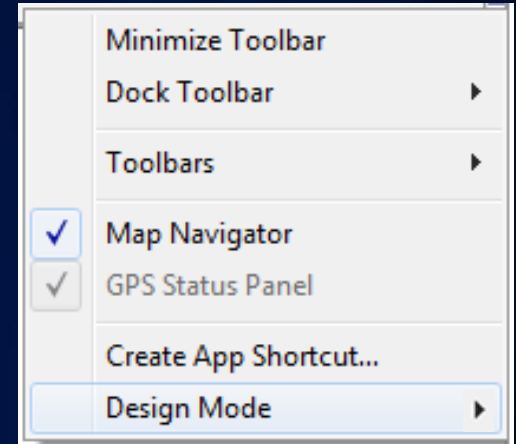 Minimize Toolbar
Dock Toolbar
Toolbars
Map Navigator
GPS Status Panel
Create App Shortcut...
Design Mode